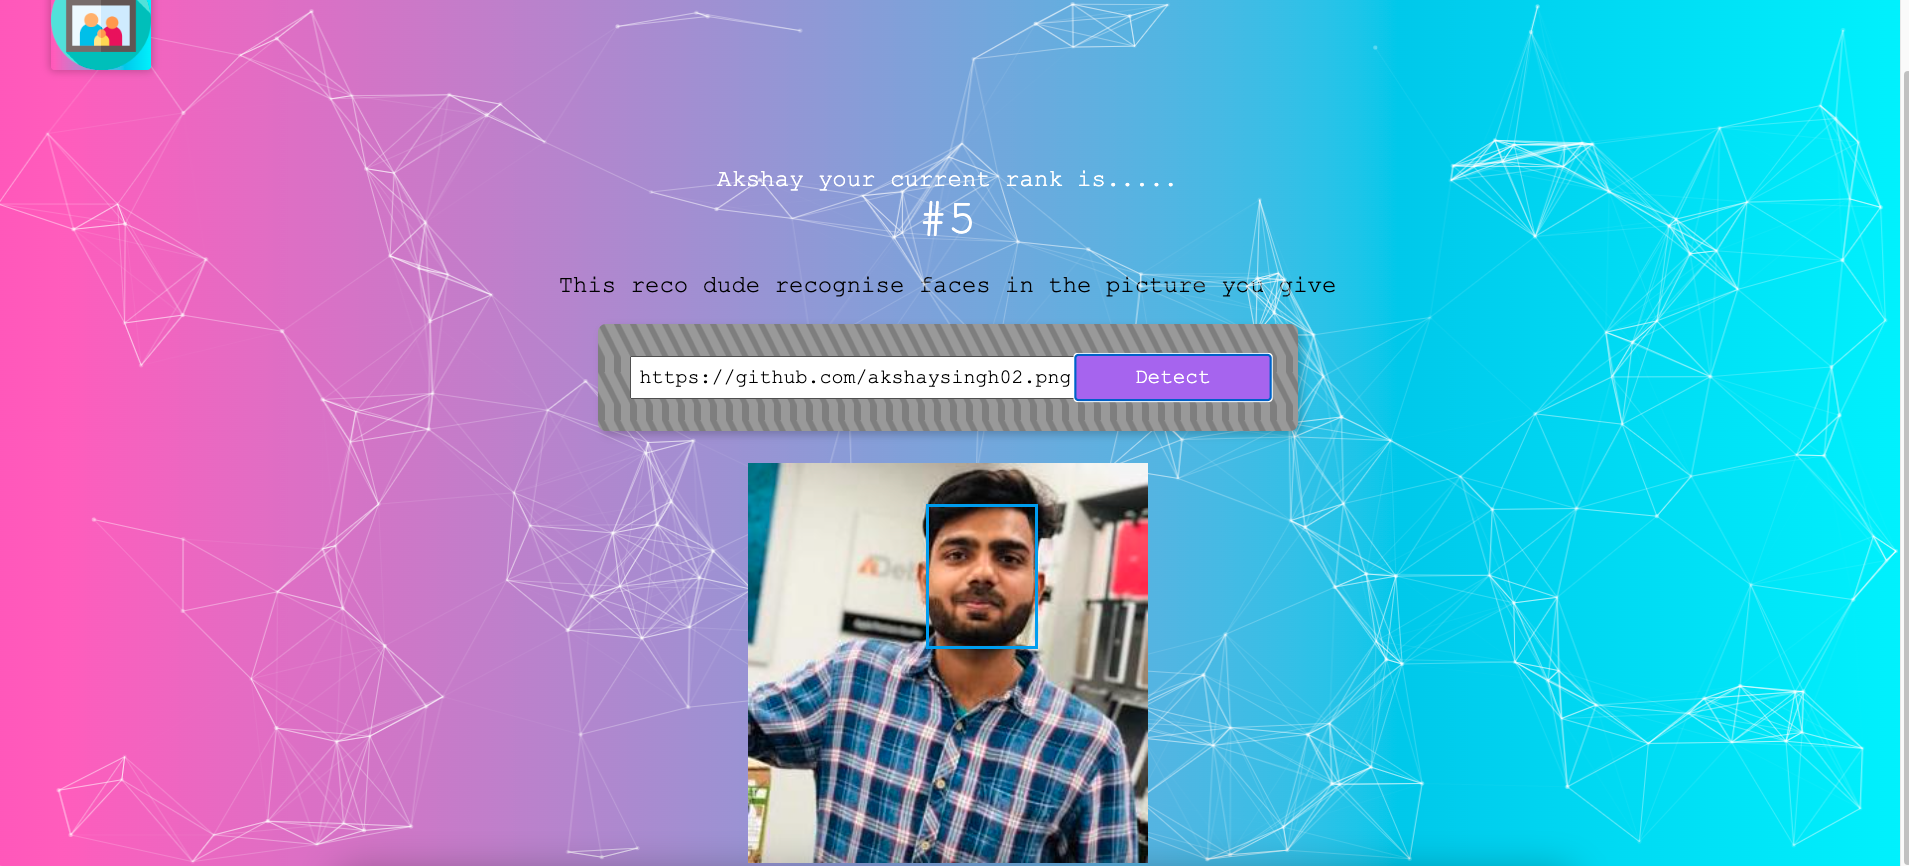 Akshay your current rank is.....
#5
This reco dude recognise faces in the picture you give
https://github.com/akshaysingh02.png
Detect